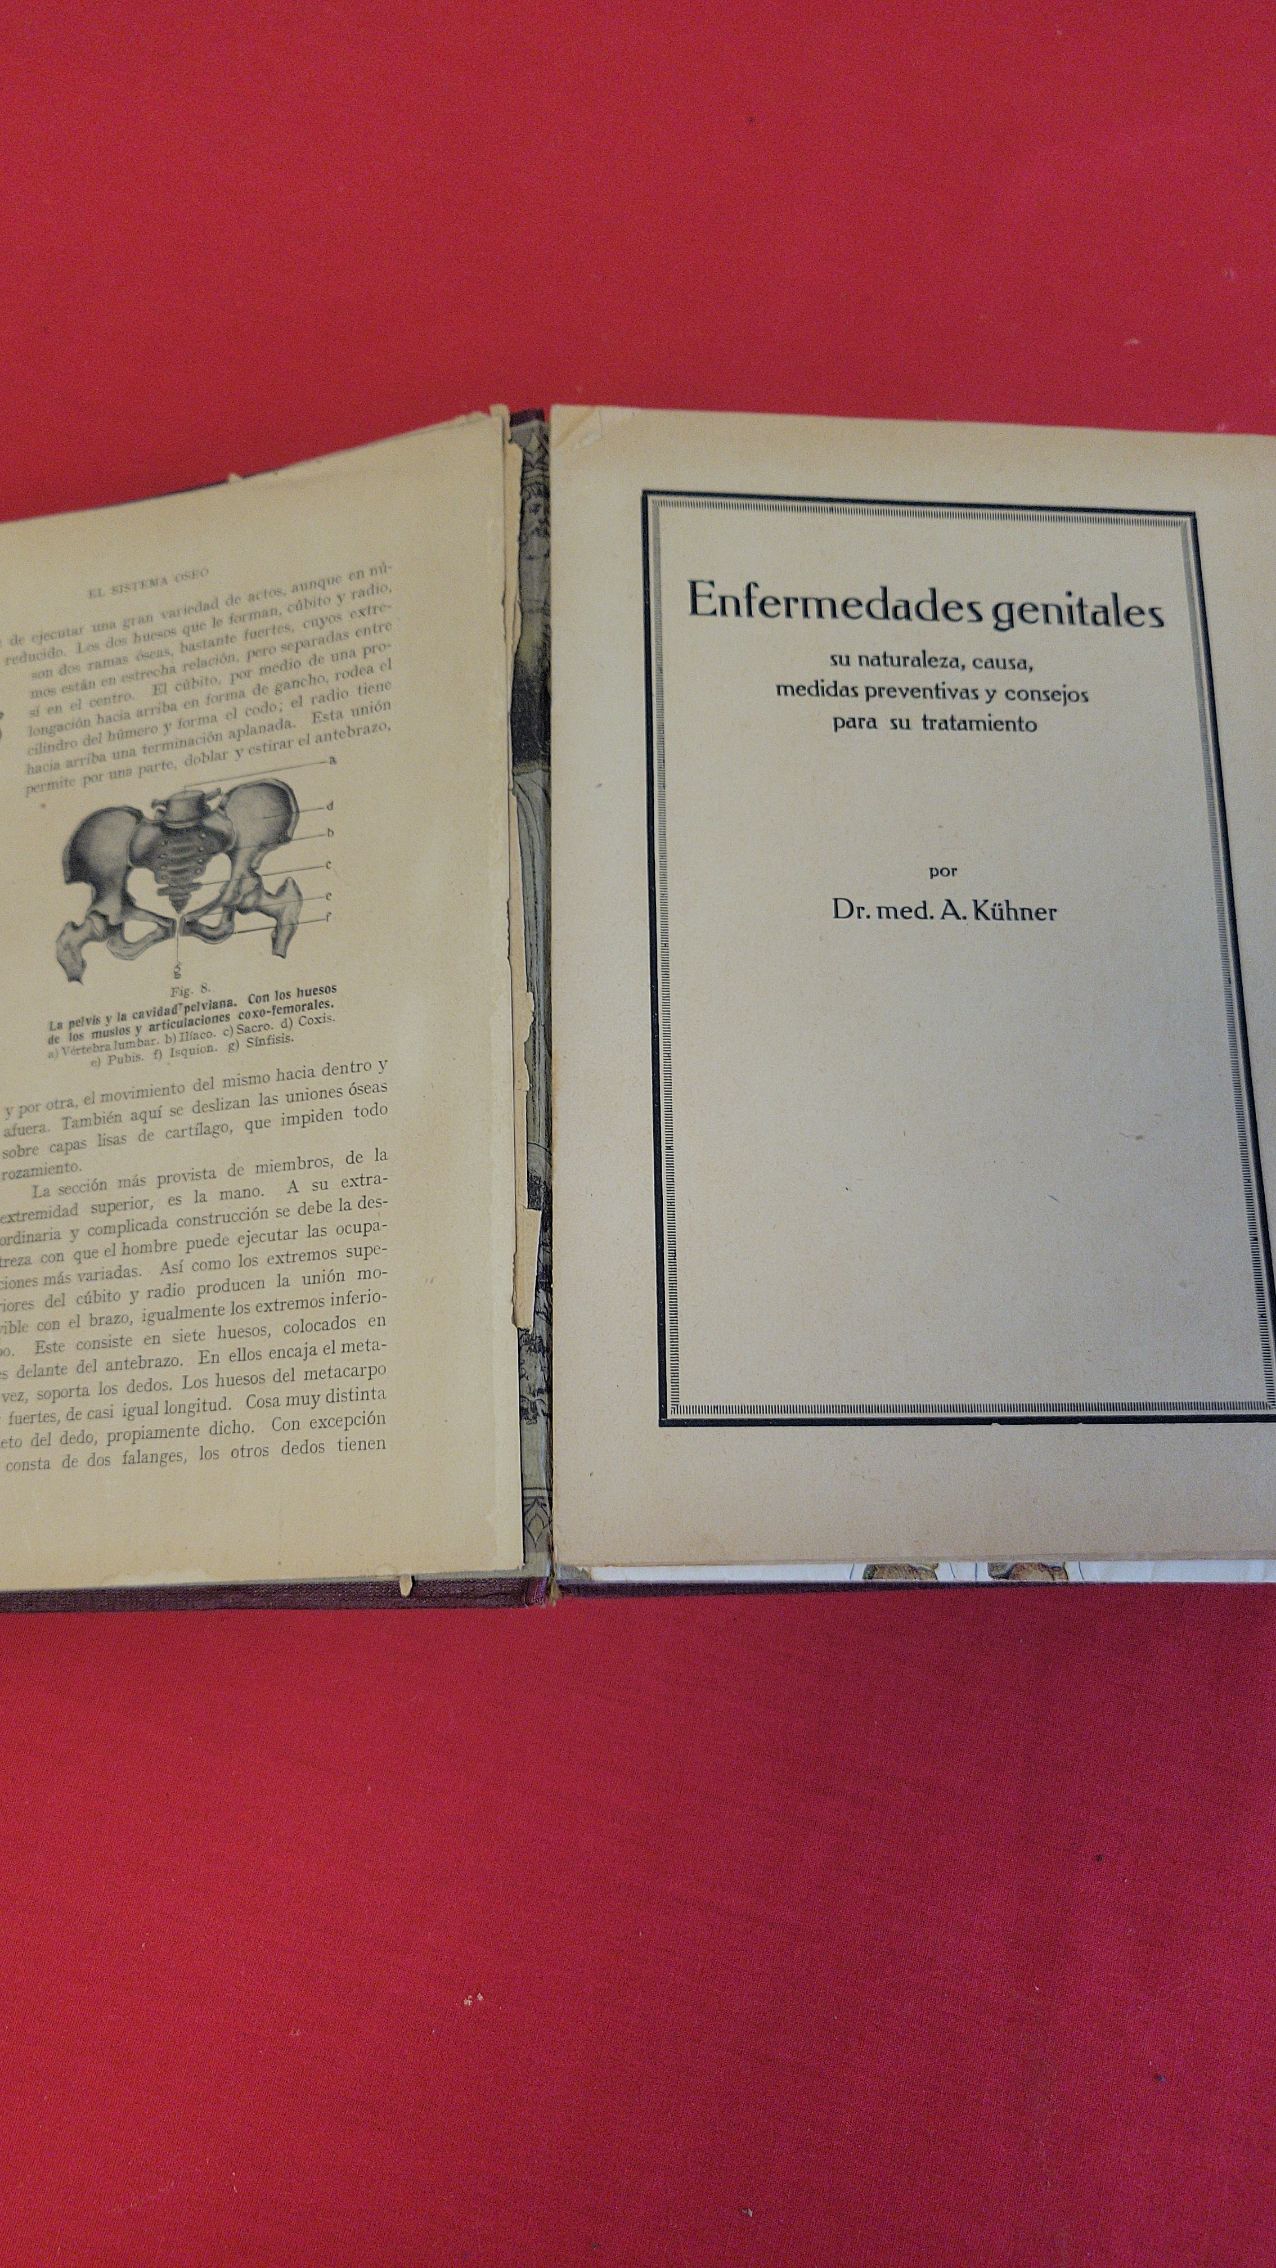 EL SISTEMA OSEO
de ejecutar una gran variedad de actos, aunque en nú-
reducido. Los dos huesos que le forman, cúbito y radio,
son dos ramas óseas, bastante fuertes, cuyos extre-
mos están en estrecha relación, pero separadas entre
sí en el centro. El cúbito, por medio de una pro-
longación hacia arriba en forma de gancho, rodea el
cilindro del húmero y forma el codo; el radio tiene
hacia arriba una terminación aplanada. Esta unión
permite por una parte, doblar y estirar el antebrazo,
a
d
b
c
e
f
g
Fig. 8.
La pelvis y la cavidad pelviana. Con los huesos
de los muslos y articulaciones coxo-femorales.
a) Vértebra lumbar. b) Ilíaco. c) Sacro. d) Coxis.
e) Pubis. f) Isquion. g) Sínfisis.
y por otra, el movimiento del mismo hacia dentro y
afuera. También aquí se deslizan las uniones óseas
sobre capas lisas de cartílago, que impiden todo
rozamiento.
La sección más provista de miembros, de la
extremidad superior, es la mano. A su extra-
ordinaria y complicada construcción se debe la des-
treza con que el hombre puede ejecutar las ocupa-
ciones más variadas. Así como los extremos supe-
riores del cúbito y radio producen la unión mo-
vible con el brazo, igualmente los extremos inferio-
Este consiste en siete huesos, colocados en
delante del antebrazo. En ellos encaja el meta-
vez, soporta los dedos. Los huesos del metacarpo
fuertes, de casi igual longitud. Cosa muy distinta
del dedo, propiamente dicho. Con excepción
consta de dos falanges, los otros dedos tienen
Enfermedades genitales
su naturaleza, causa,
medidas preventivas y consejos
para su tratamiento
por
Dr. med. A. Kühner